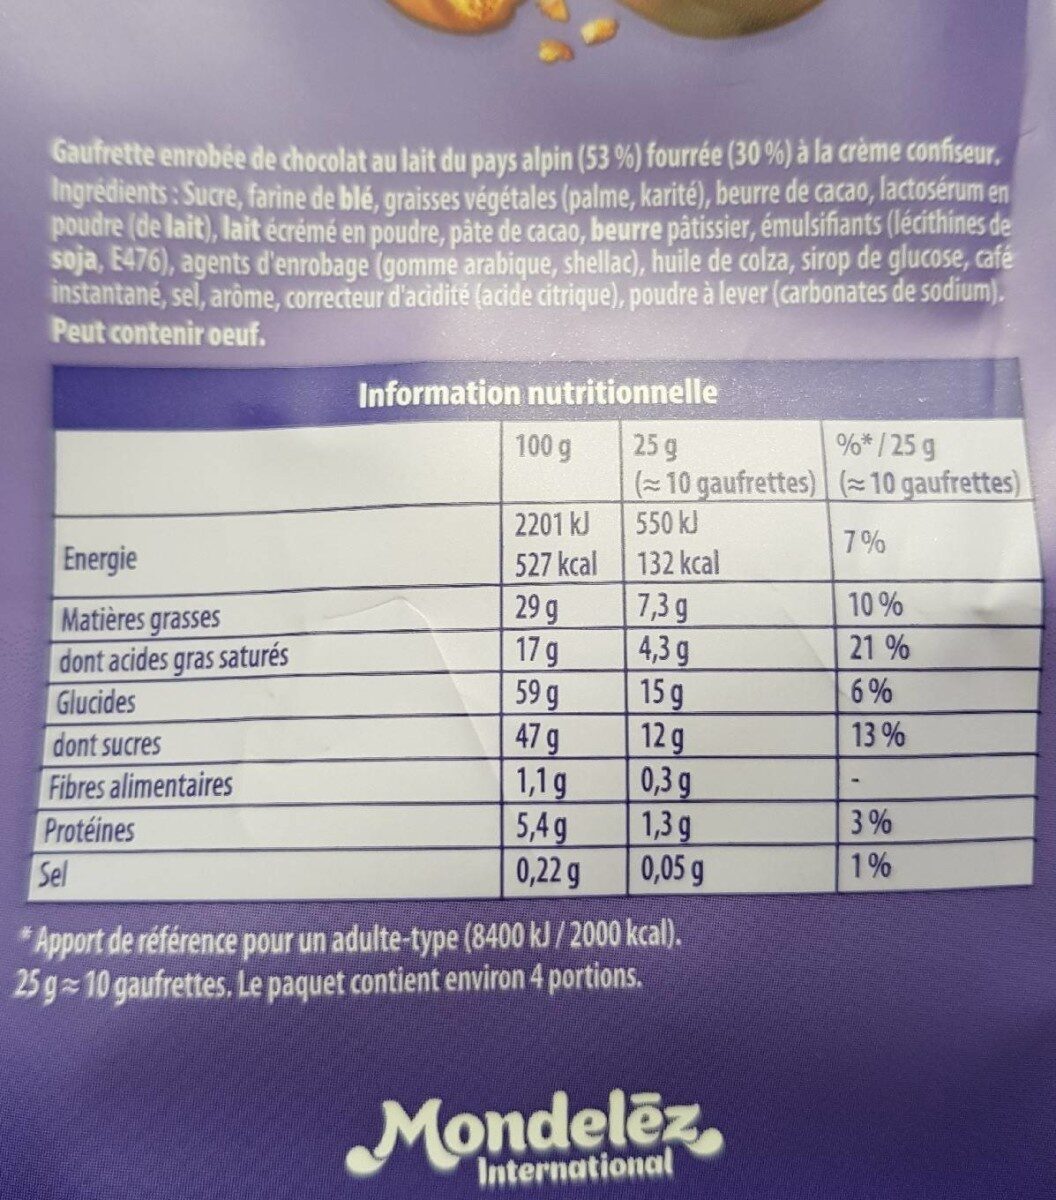 Gaufrette enrobée de chocolat au lait du pays alpin (53 %) fourrée (30 %) à la crème confiseur.
Ingrédients : Sucre, farine de blé, graisses végétales (palme, karité), beurre de cacao, lactosérum en
poudre (de lait), lait écrémé en poudre, pâte de cacao, beurre pâtissier, émulsifiants (lécithines de
soja, E476), agents d'enrobage (gomme arabique, shellac), huile de colza, sirop de glucose, café
instantané, sel, arôme, correcteur d'acidité (acide citrique), poudre à lever (carbonates de sodium).
Peut contenir oeuf.
Information nutritionnelle
100 g 25 g %* / 25 g
(≈ 10 gaufrettes) (≈ 10 gaufrettes)
Energie 2201 kJ 550 kJ 7 %
527 kcal 132 kcal
Matières grasses 29 g 7,3 g 10 %
dont acides gras saturés 17 g 4,3 g 21 %
Glucides 59 g 15 g 6 %
dont sucres 47 g 12 g 13 %
Fibres alimentaires 1,1 g 0,3 g -
Protéines 5,4 g 1,3 g 3 %
Sel 0,22 g 0,05 g 1 %
* Apport de référence pour un adulte-type (8400 kJ / 2000 kcal).
25 g ≈ 10 gaufrettes. Le paquet contient environ 4 portions.
Mondelēz
International